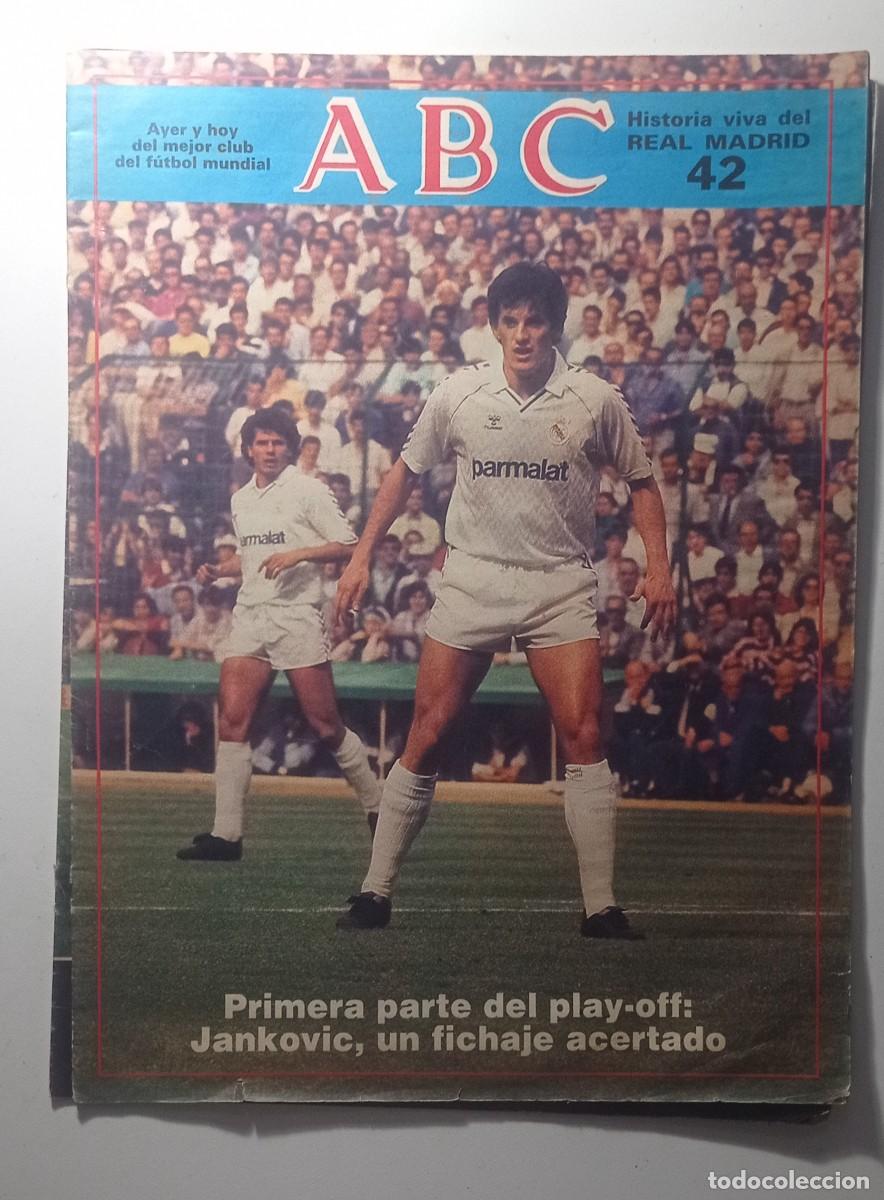 Ayer y hoy
del mejor club
del fútbol mundial
ABC
Historia viva del
REAL MADRID
42
hummel
parmalat
parmalat
Primera parte del play-off:
Jankovic, un fichaje acertado
todocoleccion